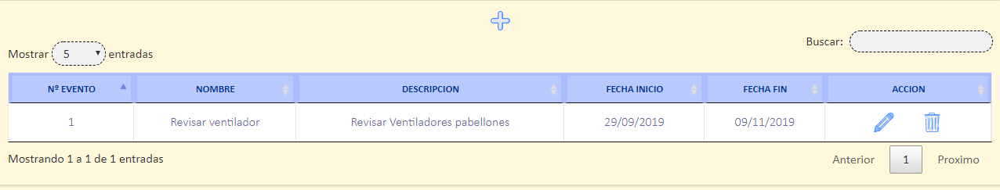 Buscar:
Mostrar 5 entradas
Nº EVENTO NOMBRE DESCRIPCION FECHA INICIO FECHA FIN ACCION
1 Revisar ventilador Revisar Ventiladores pabellones 29/09/2019 09/11/2019
Mostrando 1 a 1 de 1 entradas Anterior 1 Proximo